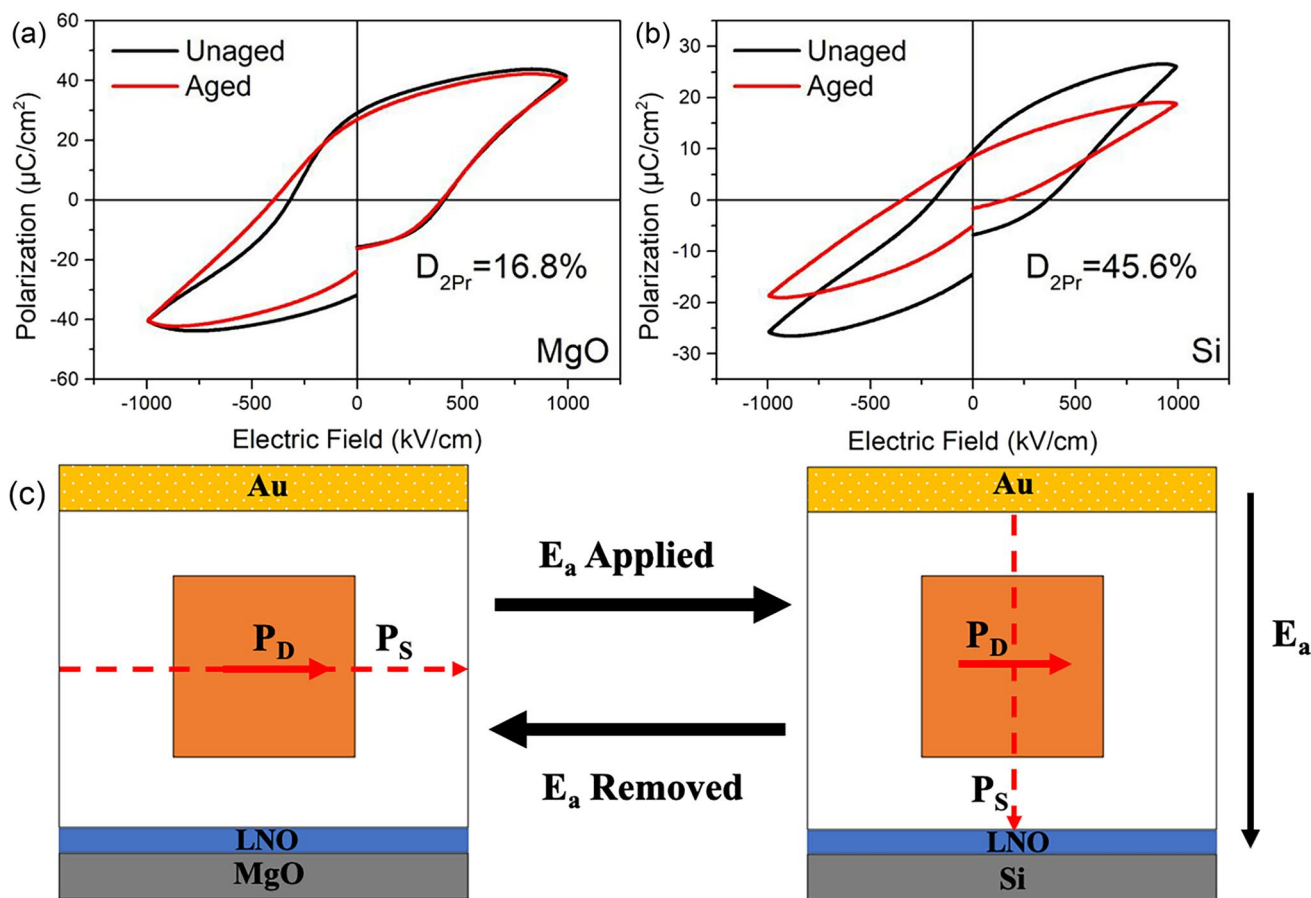 (a)
Unaged
Aged
60
40
20
0
-20
-40
-60
Polarization (µC/cm²)
D2Pr=16.8%
MgO
-1000
-500
0
500
1000
Electric Field (kV/cm)
(b)
Unaged
Aged
30
20
10
0
-10
-20
-30
Polarization (µC/cm²)
D2Pr=45.6%
Si
-1000
-500
0
500
1000
Electric Field (kV/cm)
(c)
Au
PD
PS
LNO
MgO
Ea Applied
Ea Removed
Au
PD
PS
LNO
Si
Ea